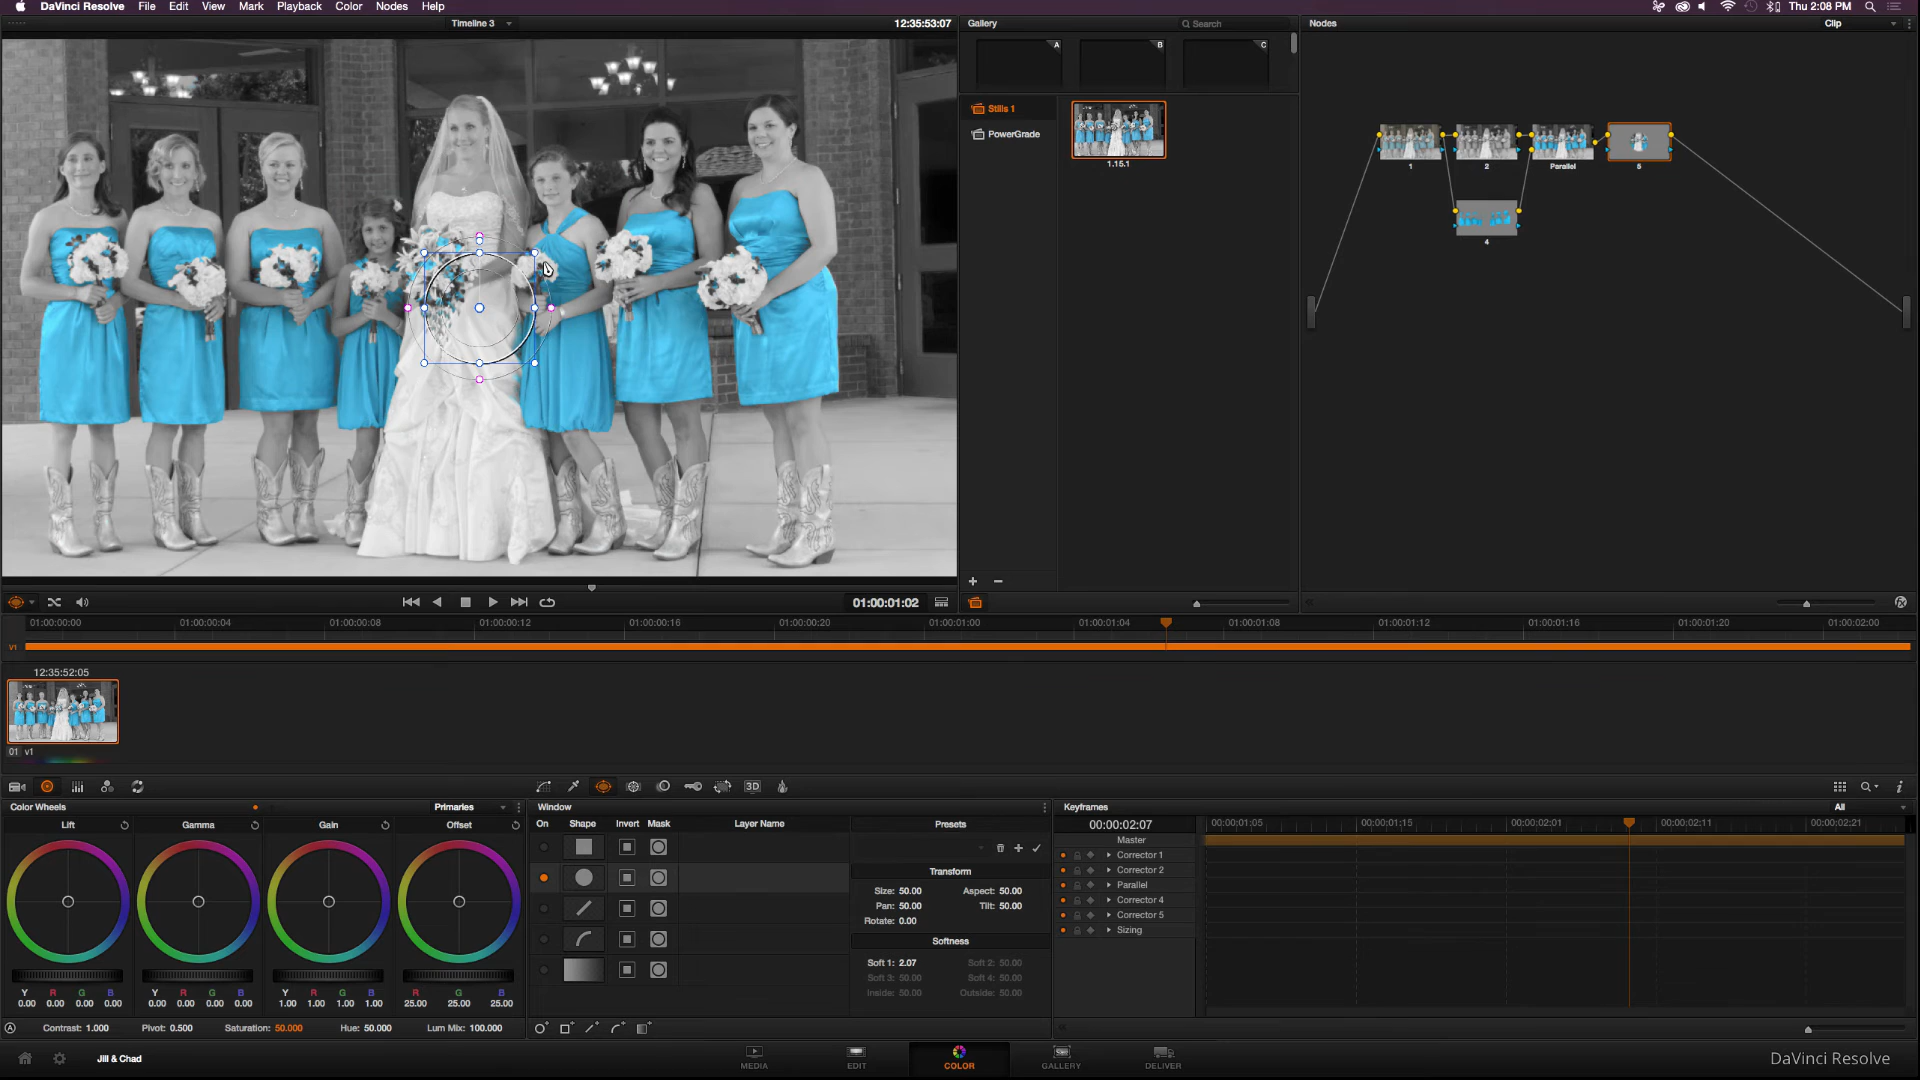 DaVinci Resolve File Edit View Mark Playback Color Nodes Help Thu 2:08 PM
Timeline 3 12:35:53:07 Gallery Search Nodes Clip
A B C
Stills 1
PowerGrade
1.15.1
1 2 Parallel 5
4
01:00:01:02
01:00:00:00 01:00:00:04 01:00:00:08 01:00:00:12 01:00:00:16 01:00:00:20 01:00:01:00 01:00:01:04 01:00:01:08 01:00:01:12 01:00:01:16 01:00:01:20 01:00:02:00
V1
12:35:52:05
01 V1
3D
Color Wheels Primaries Window Keyframes All
Lift Gamma Gain Offset
On Shape Invert Mask Layer Name Presets
00:00:02:07 00:00:01:05 00:00:01:15 00:00:02:01 00:00:02:11 00:00:02:21
Master
Corrector 1
Corrector 2
Parallel
Corrector 4
Corrector 5
Sizing
Transform
Size: 50.00 Aspect: 50.00
Pan: 50.00 Tilt: 50.00
Rotate: 0.00
Softness
Soft 1: 2.07 Soft 2: 50.00
Soft 3: 50.00 Soft 4: 50.00
Inside: 50.00 Outside: 50.00
Y R G B Y R G B Y R G B R G B
0.00 0.00 0.00 0.00 0.00 0.00 0.00 0.00 1.00 1.00 1.00 1.00 25.00 25.00 25.00
A Contrast: 1.000 Pivot: 0.500 Saturation: 50.000 Hue: 50.000 Lum Mix: 100.000
Jill & Chad MEDIA EDIT COLOR GALLERY DELIVER DaVinci Resolve